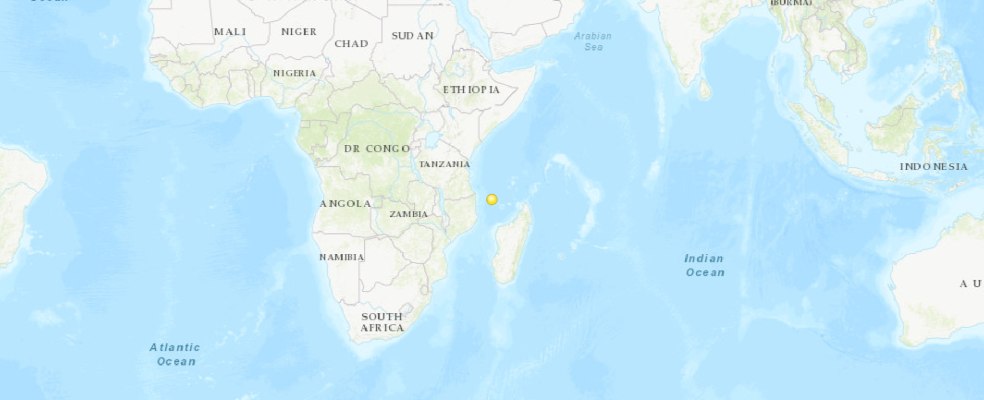 Ocean
(BURMA)
MALI
NIGER
SUDAN
CHAD
Arabian
Sea
NIGERIA
ETHIOPIA
DR CONGO
TANZANIA
INDONESIA
ANGOLA
ZAMBIA
NAMIBIA
Indian
Ocean
A U
SOUTH
AFRICA
Atlantic
Ocean